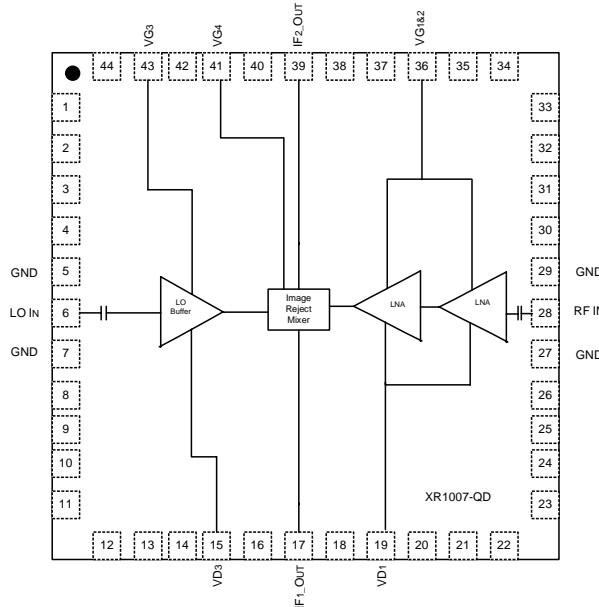 VG3
VG4
IF2_OUT
VG1&2
44 43 42 41 40 39 38 37 36 35 34
1
33
2
32
3
31
4
30
GND 5
29 GND
LO IN 6
LO Buffer
Image Reject Mixer
LNA
LNA
28 RF IN
GND 7
27 GND
8
26
9
25
10
24
11
XR1007-QD
23
12 13 14 15 16 17 18 19 20 21 22
VD3
IF1_OUT
VD1